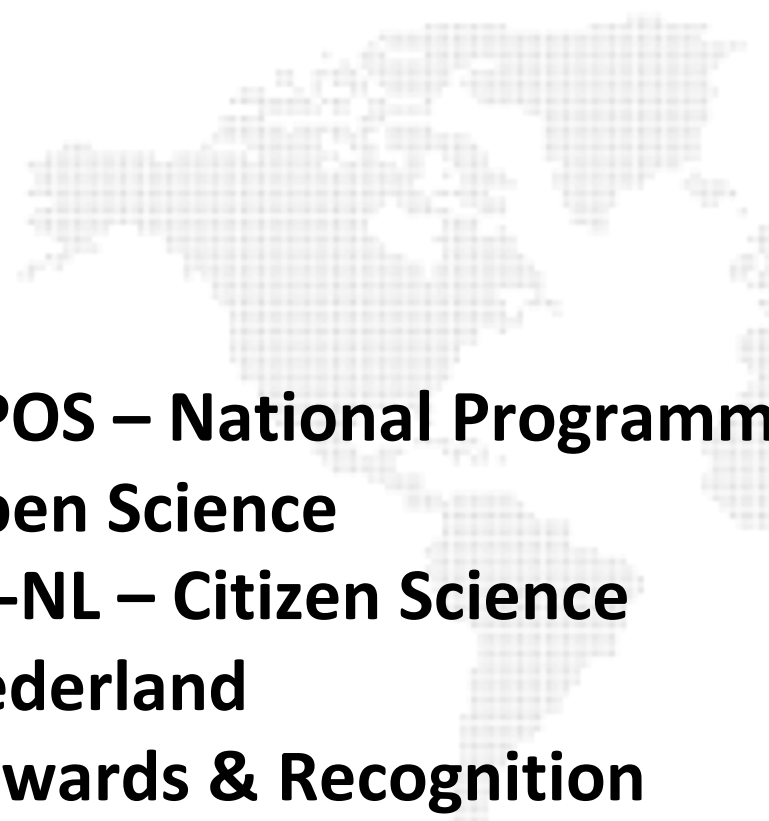 POS – National Programm
pen Science
-NL – Citizen Science
ederland
wards & Recognition